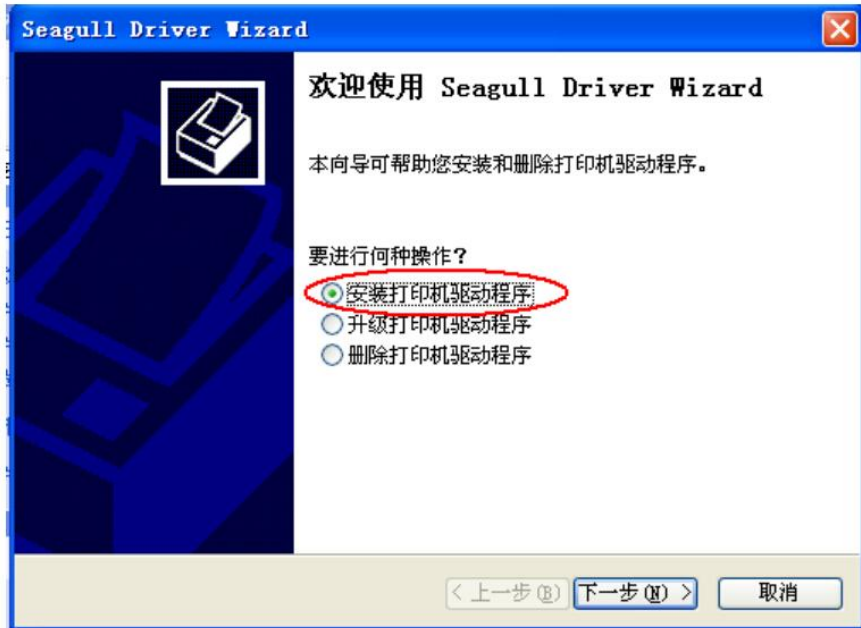 Seagull Driver Wizard
欢迎使用 Seagull Driver Wizard
本向导可帮助您安装和删除打印机驱动程序。
要进行何种操作？
安装打印机驱动程序
升级打印机驱动程序
删除打印机驱动程序
< 上一步(B) 下一步(N) > 取消